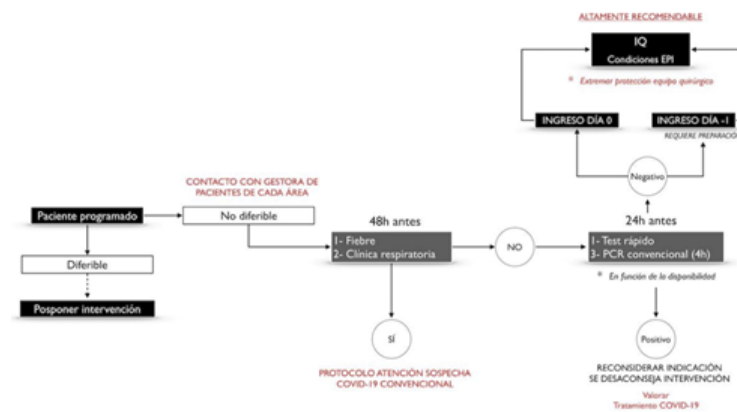 ALTAMENTE RECOMENDABLE
IQ
Condiciones EPI
* Extremar protección equipo quirúrgico
INGRESO DÍA 0
INGRESO DÍA -1
REQUIERE PREPARACIÓN
Negativo
CONTACTO CON GESTORA DE
PACIENTES DE CADA ÁREA
Paciente programado
No diferible
48h antes
24h antes
1- Fiebre
2- Clínica respiratoria
NO
1- Test rápido
3- PCR convencional (4h)
* En función de la disponibilidad
Diferible
Posponer intervención
SÍ
Positivo
PROTOCOLO ATENCIÓN SOSPECHA
COVID-19 CONVENCIONAL
RECONSIDERAR INDICACIÓN
SE DESACONSEJA INTERVENCIÓN
Valorar
Tratamiento COVID-19